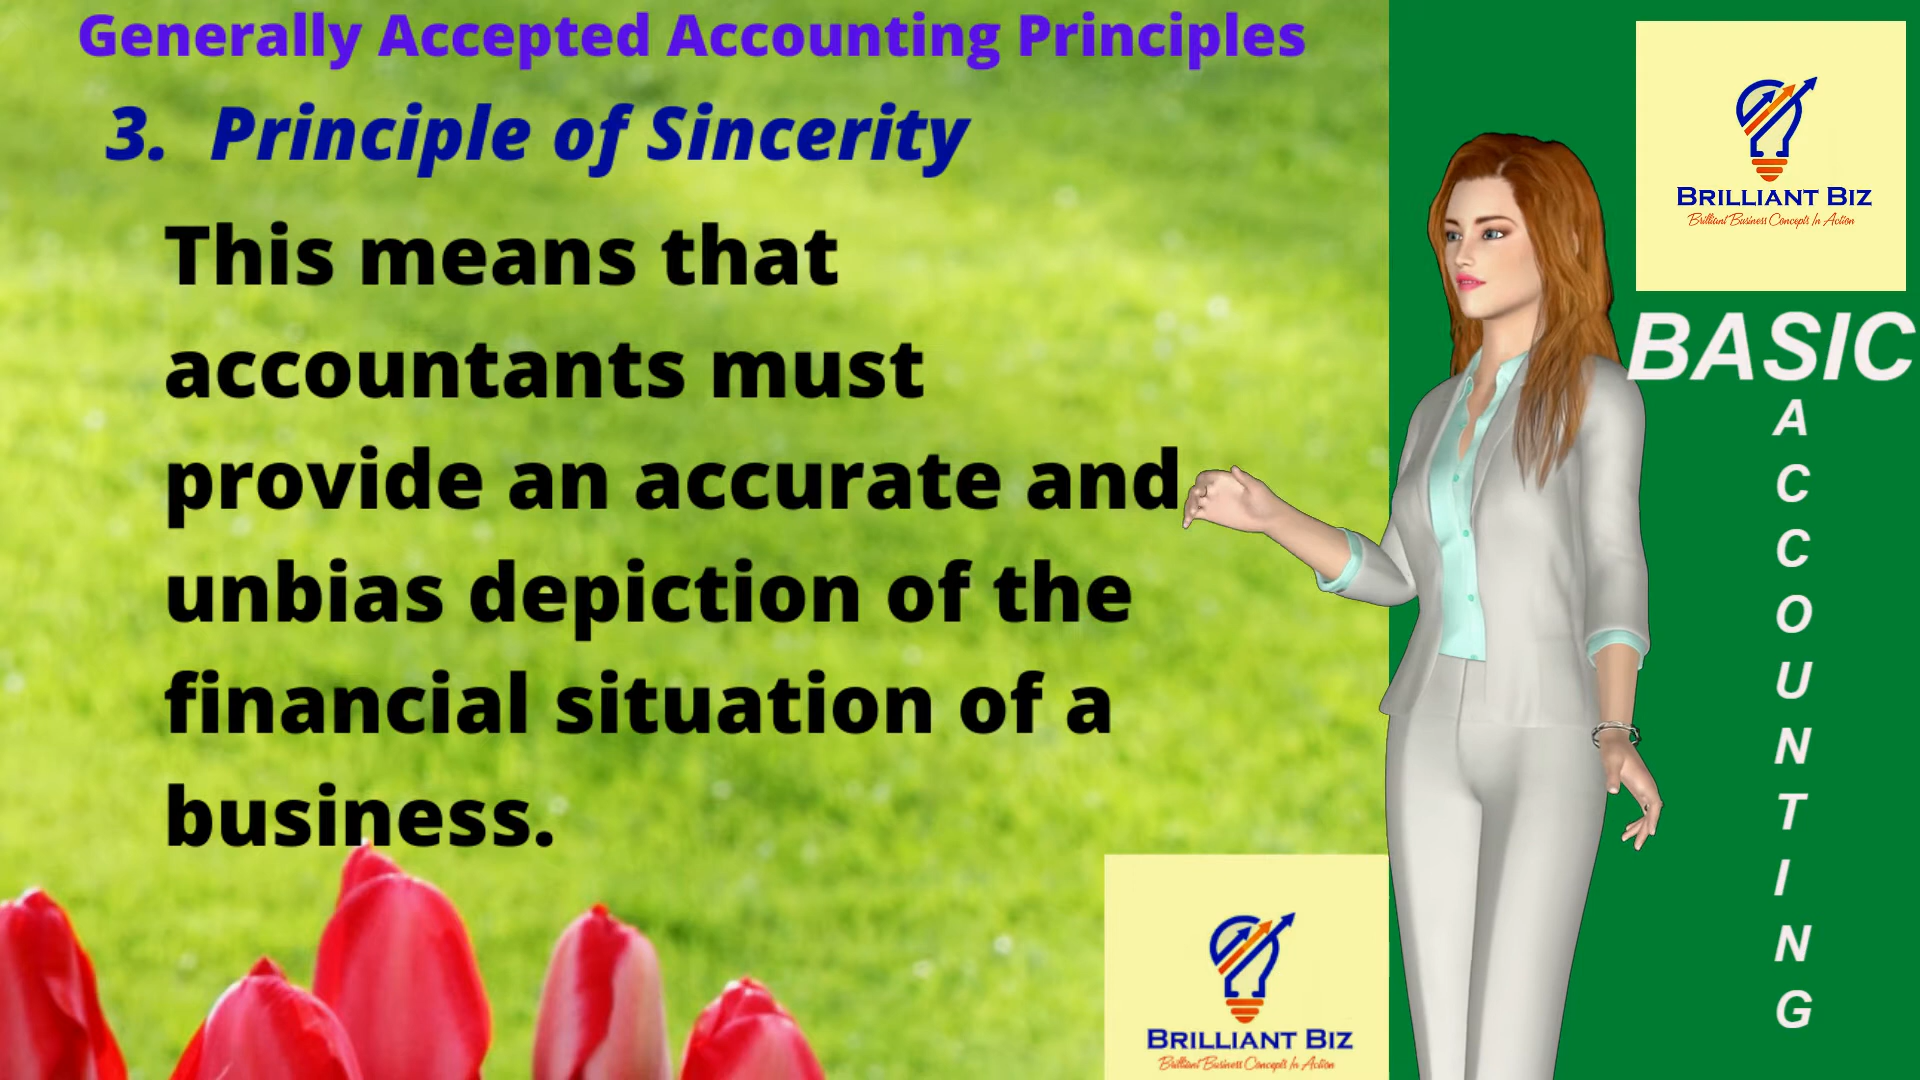 Generally Accepted Accounting Principles
3. Principle of Sincerity
This means that
accountants must
provide an accurate and
unbias depiction of the
financial situation of a
business.
BRILLIANT BIZ
Brilliant Business Concepts In Action
BASIC
ACCOUNTING
BRILLIANT BIZ
Brilliant Business Concepts In Action